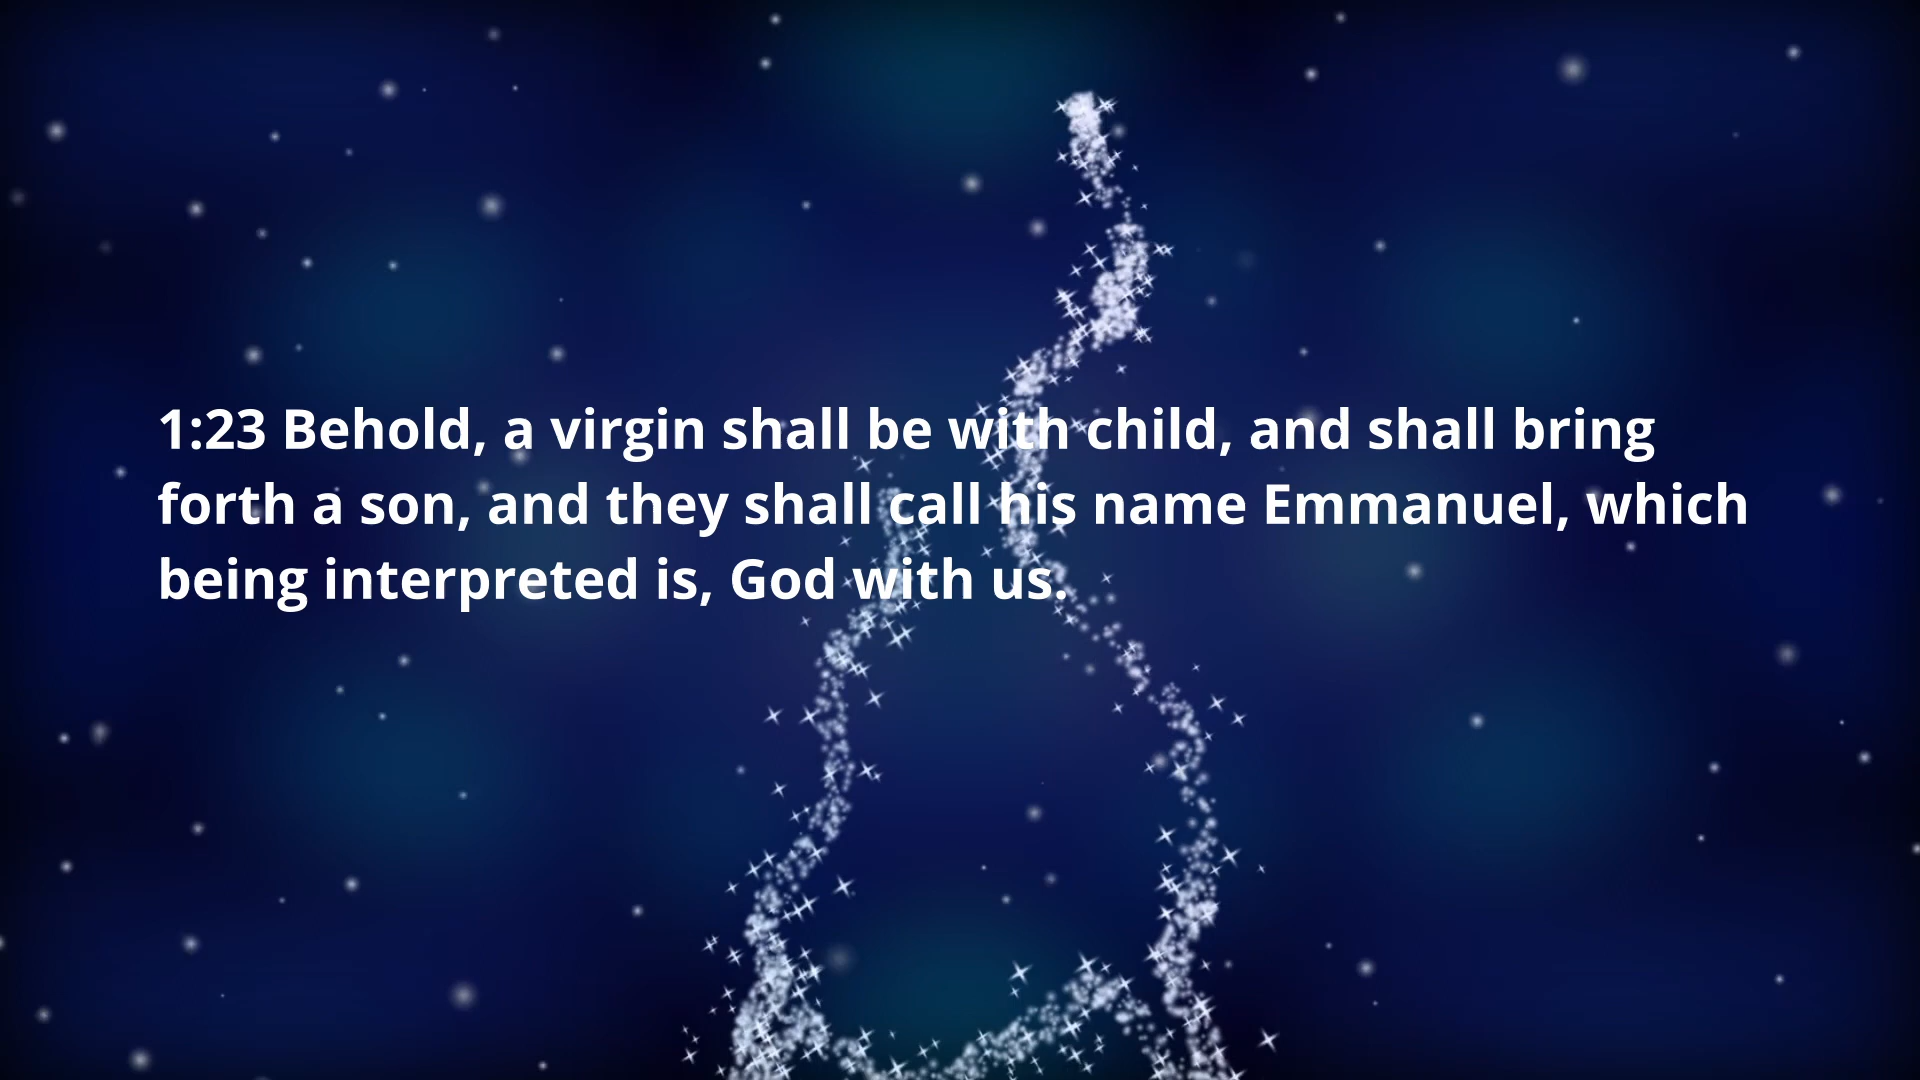 1:23 Behold, a virgin shall be with child, and shall bring
forth a son, and they shall call his name Emmanuel, which
being interpreted is, God with us.